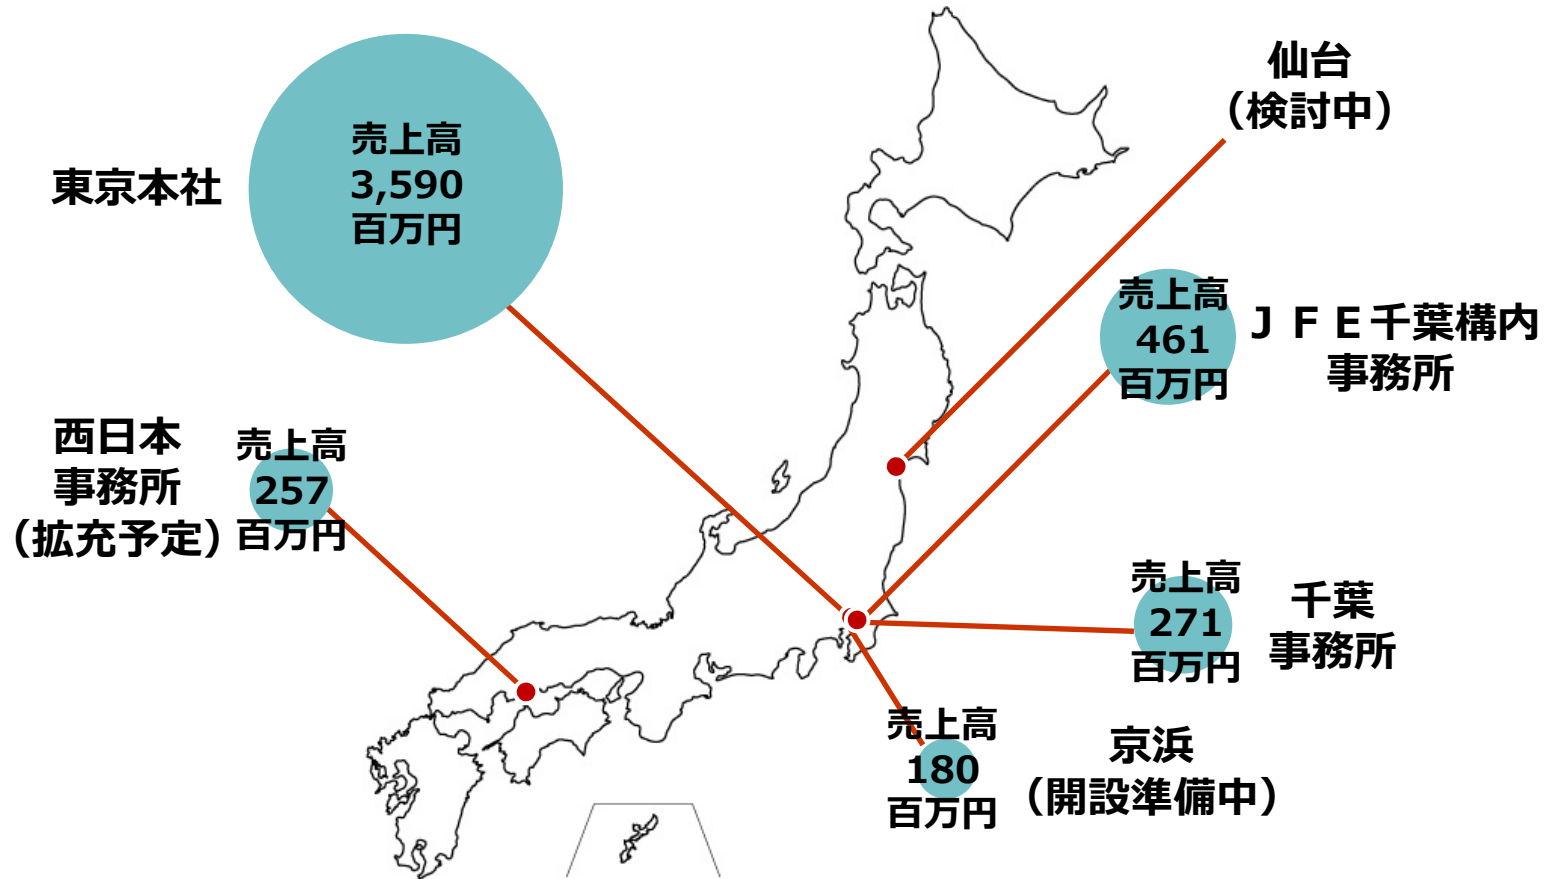 東京本社
売上高
3,590
百万円
仙台
（検討中）
売上高
461
百万円
ＪＦＥ千葉構内
事務所
西日本
事務所
（拡充予定）
売上高
257
百万円
売上高
271
百万円
千葉
事務所
売上高
180
百万円
京浜
（開設準備中）